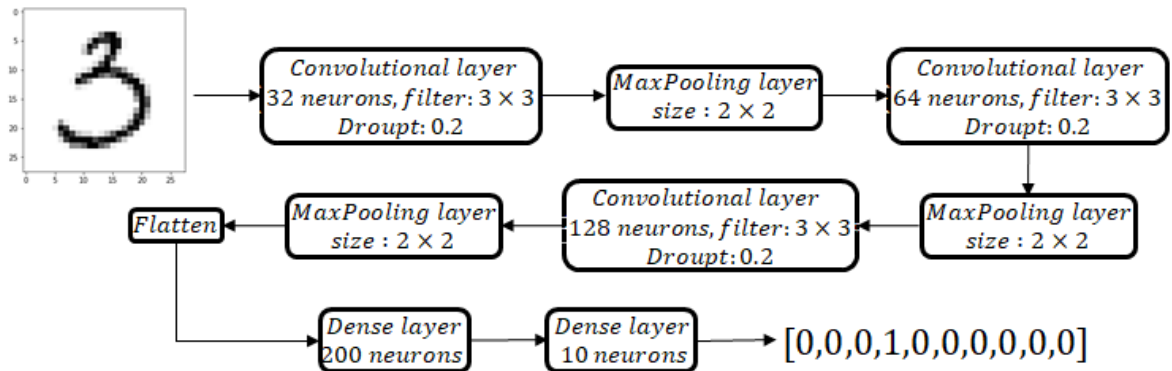 0
5
10
15
20
25
0 5 10 15 20 25
Convolutional layer
32 neurons, filter: 3 × 3
Droupt: 0.2
MaxPooling layer
size : 2 × 2
Convolutional layer
64 neurons, filter: 3 × 3
Droupt: 0.2
MaxPooling layer
size : 2 × 2
Convolutional layer
128 neurons, filter: 3 × 3
Droupt: 0.2
MaxPooling layer
size : 2 × 2
Flatten
Dense layer
200 neurons
Dense layer
10 neurons
[0,0,0,1,0,0,0,0,0,0]
3